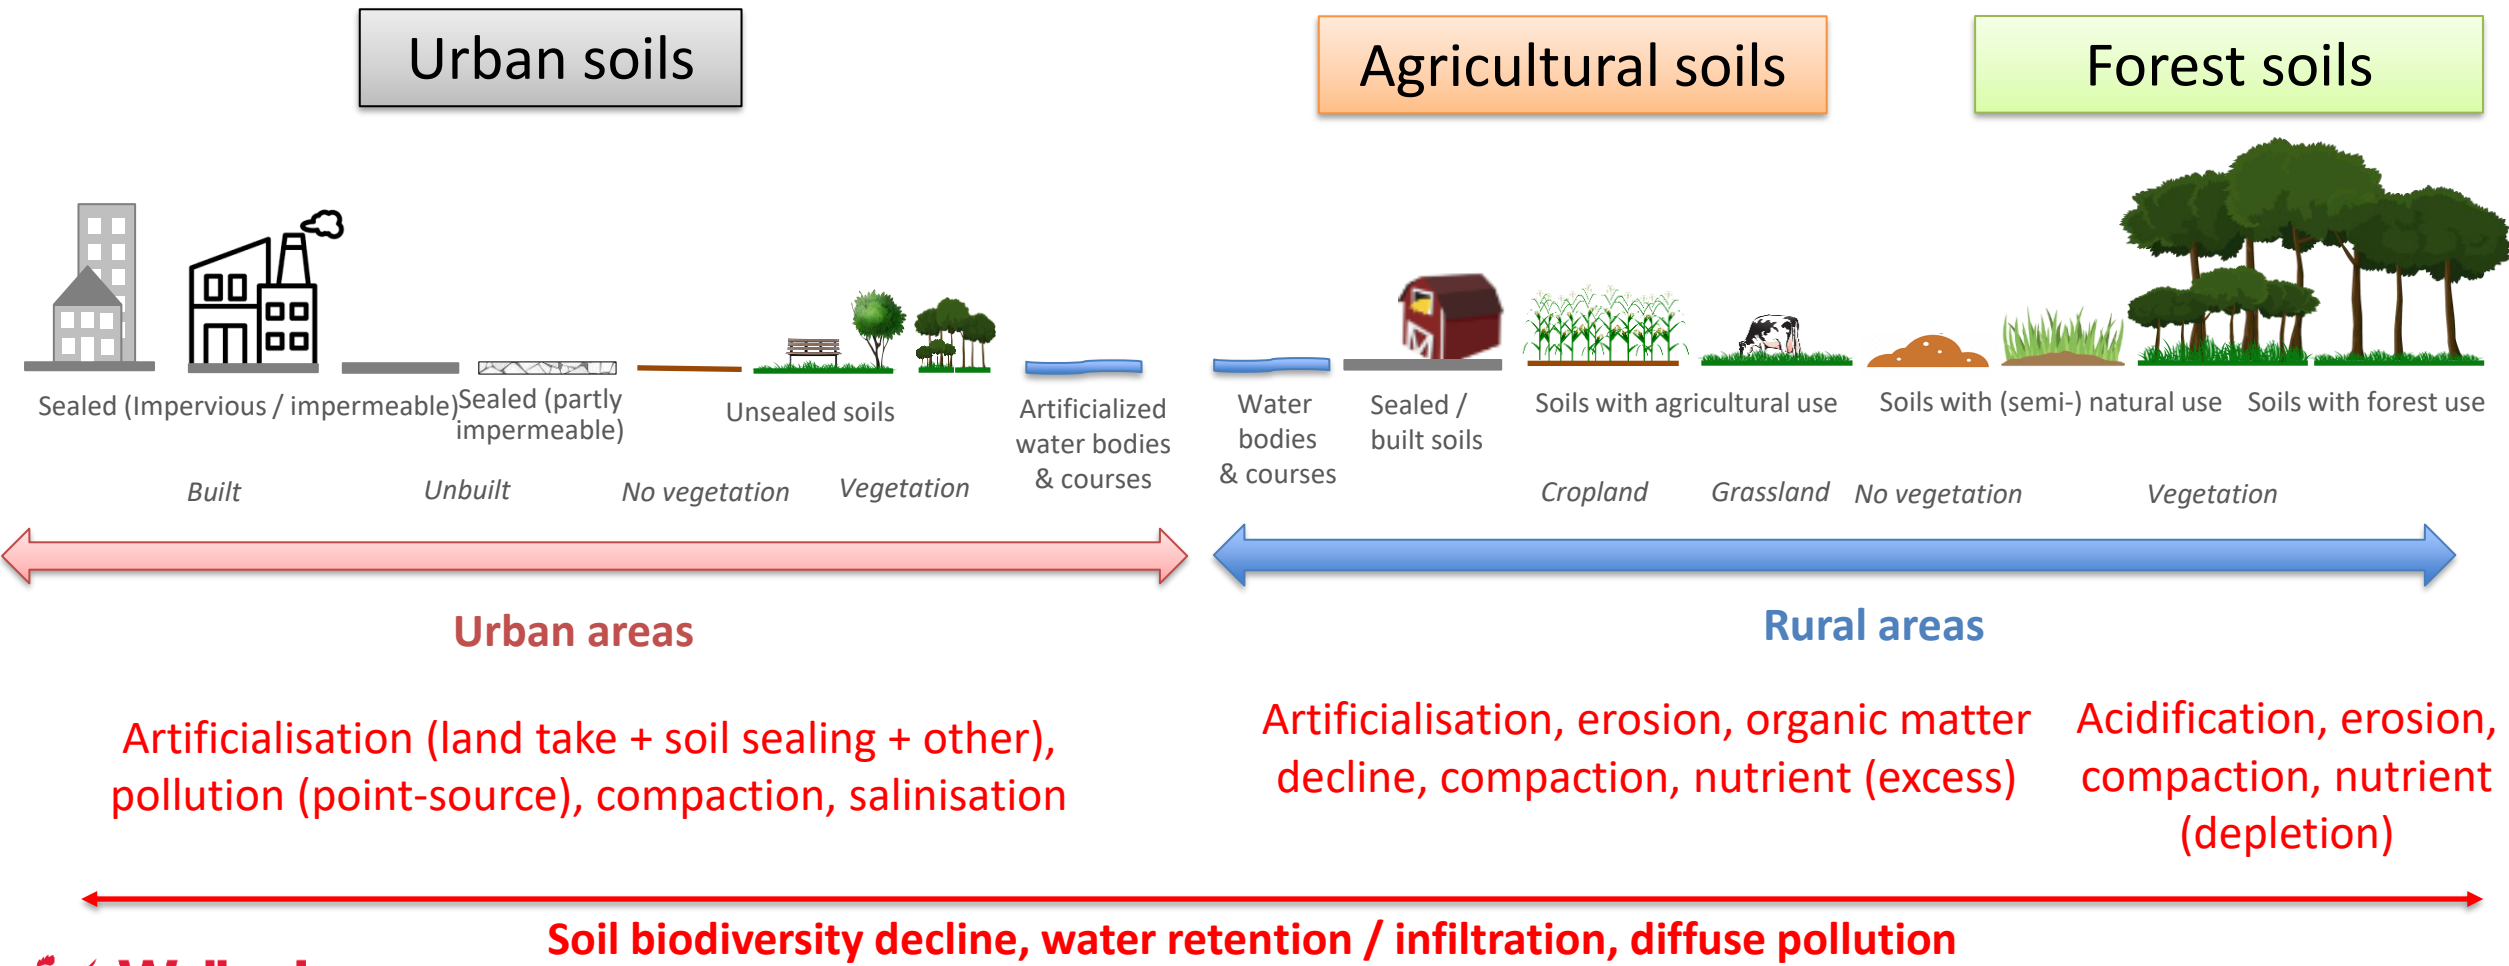 Urban soils
Agricultural soils
Forest soils
Sealed (Impervious / impermeable)
Sealed (partly
impermeable)
Unsealed soils
Artificialized
water bodies
& courses
Water
bodies
& courses
Sealed /
built soils
Soils with agricultural use
Soils with (semi-) natural use
Soils with forest use
Built
Unbuilt
No vegetation
Vegetation
Cropland
Grassland
No vegetation
Vegetation
Urban areas
Rural areas
Artificialisation (land take + soil sealing + other),
pollution (point-source), compaction, salinisation
Artificialisation, erosion, organic matter
decline, compaction, nutrient (excess)
Acidification, erosion,
compaction, nutrient
(depletion)
Soil biodiversity decline, water retention / infiltration, diffuse pollution